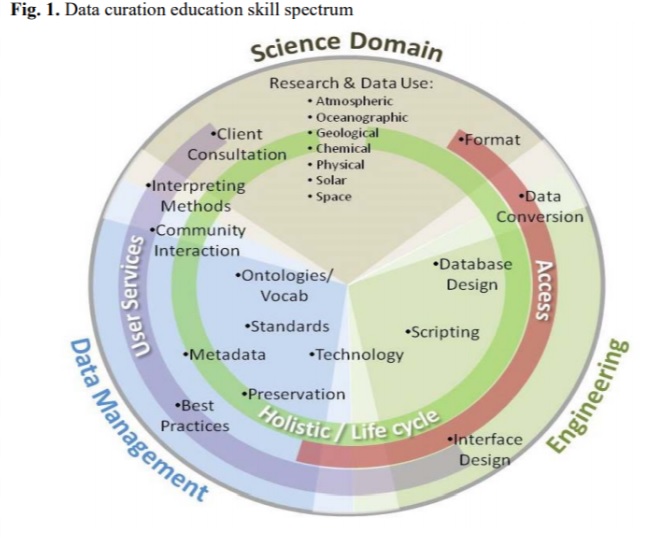 Fig. 1. Data curation education skill spectrum
Science Domain
Research & Data Use:
• Atmospheric
• Oceanographic
• Geological
• Chemical
• Physical
• Solar
• Space
•Client
Consultation
•Format
•Interpreting
Methods
•Data
Conversion
•Community
Interaction
•Ontologies/
Vocab
•Database
Design
User Services
Access
•Standards
•Scripting
•Metadata
•Technology
•Preservation
•Best
Practices
Holistic / Life cycle
•Interface
Design
Data Management
Engineering